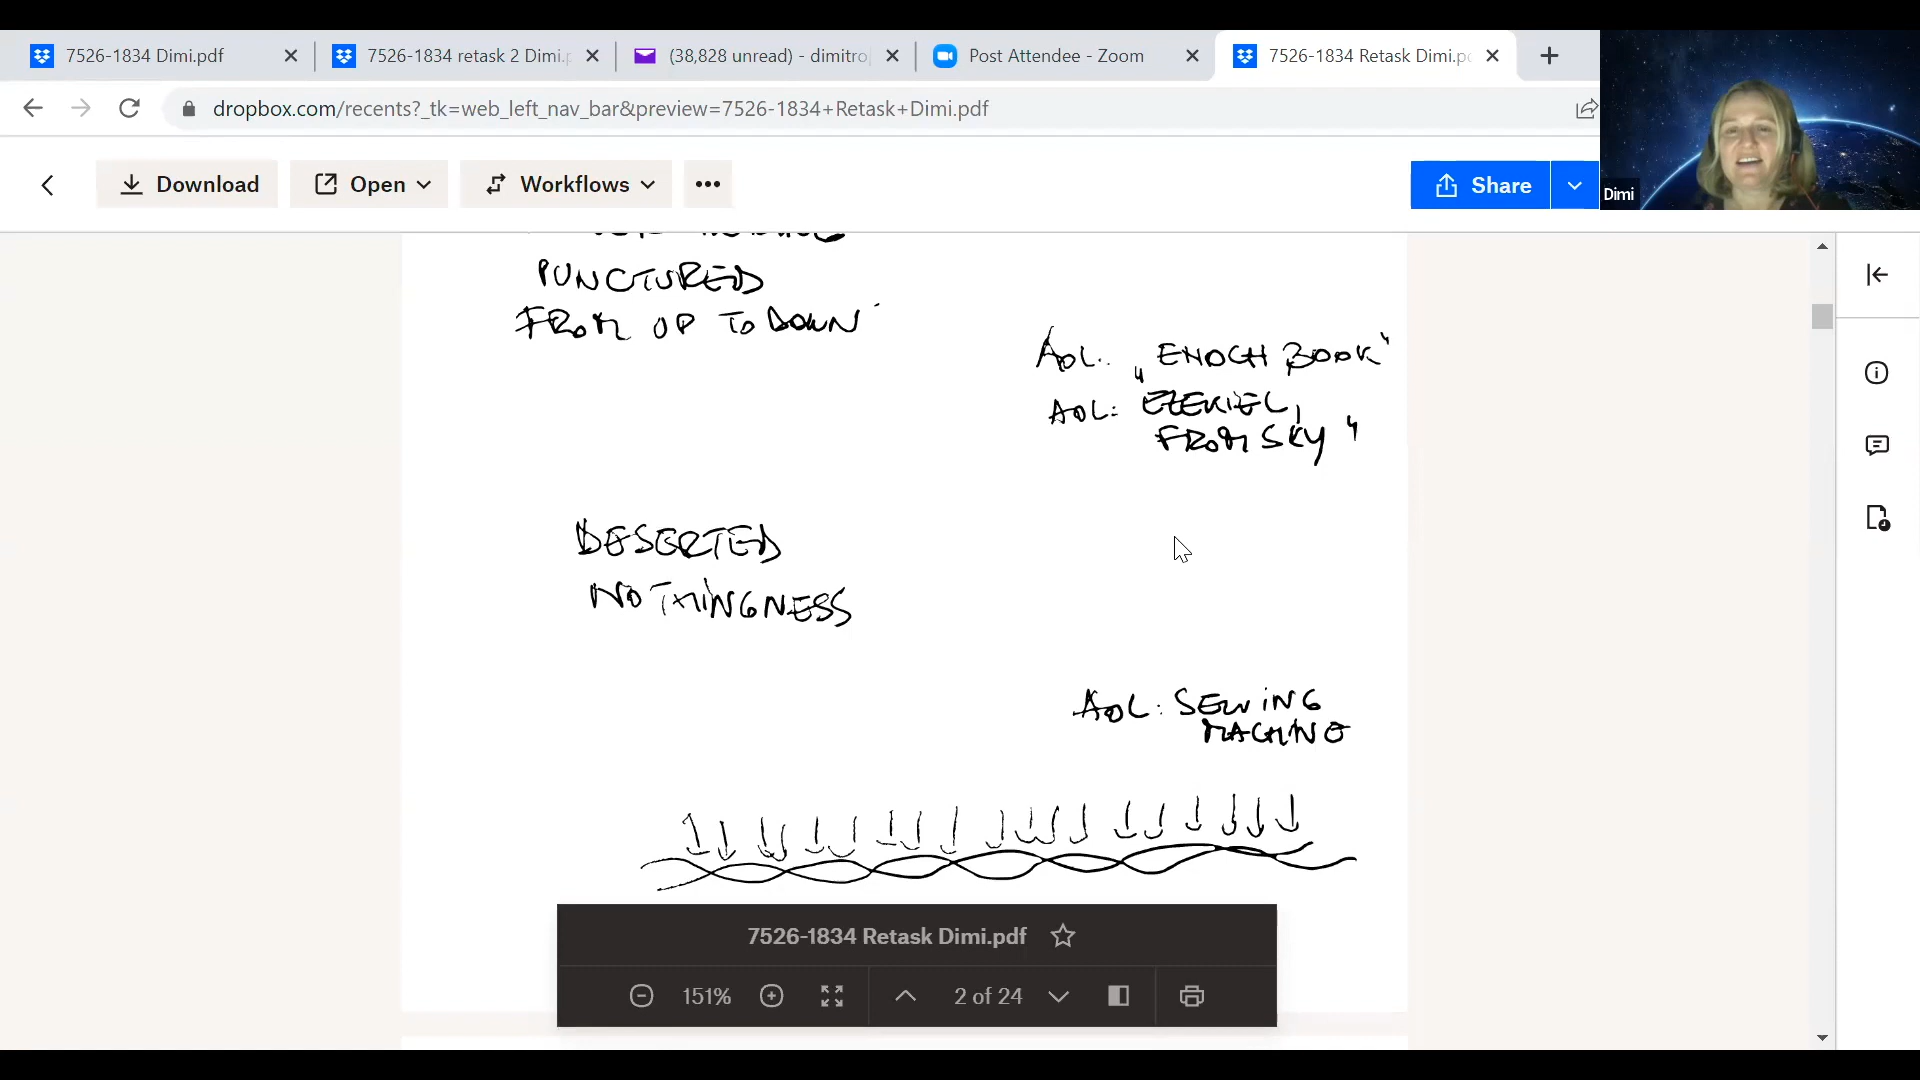 7526-1834 Dimi.pdf
7526-1834 retask 2 Dimi.p
(38,828 unread) - dimitro
Post Attendee - Zoom
7526-1834 Retask Dimi.p
dropbox.com/recents?_tk=web_left_nav_bar&preview=7526-1834+Retask+Dimi.pdf
Download
Open
Workflows
Share
Dimi
PUNCTURED
FROM UP TO DOWN
AOL: „ENOCH BOOK"
AOL: „EZEKIEL,
FROM SKY"
DESERTED
NOTHINGNESS
AOL: SEWING
MACHINE
7526-1834 Retask Dimi.pdf
151%
2 of 24